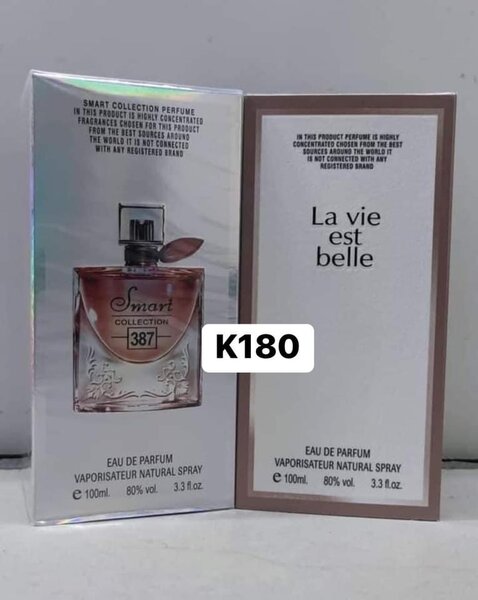 SMART COLLECTION PERFUME
IN THIS PRODUCT IS HIGHLY CONCENTRATED
FRAGRANCES CHOSEN FOR THIS PRODUCT
FROM THE BEST SOURCES AROUND
THE WORLD IT IS NOT CONNECTED
WITH ANY REGISTERED BRAND
Smart
COLLECTION
387
EAU DE PARFUM
VAPORISATEUR NATURAL SPRAY
e 100ml. 80% vol. 3.3 fl.oz.
IN THIS PRODUCT PERFUME IS HIGHLY
CONCENTRATED CHOSEN FROM THE BEST
SOURCES AROUND THE WORLD IT
IS NOT CONNECTED WITH ANY
REGISTERED BRAND
La vie
est
belle
K180
EAU DE PARFUM
VAPORISATEUR NATURAL SPRAY
e 100ml. 80% vol. 3.3 fl.oz.